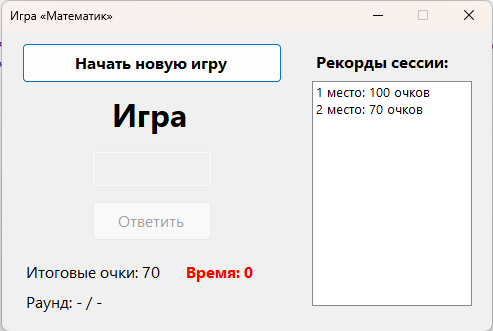 Игра «Математик»
Начать новую игру
Игра
Ответить
Итоговые очки: 70
Время: 0
Раунд: - / -
Рекорды сессии:
1 место: 100 очков
2 место: 70 очков